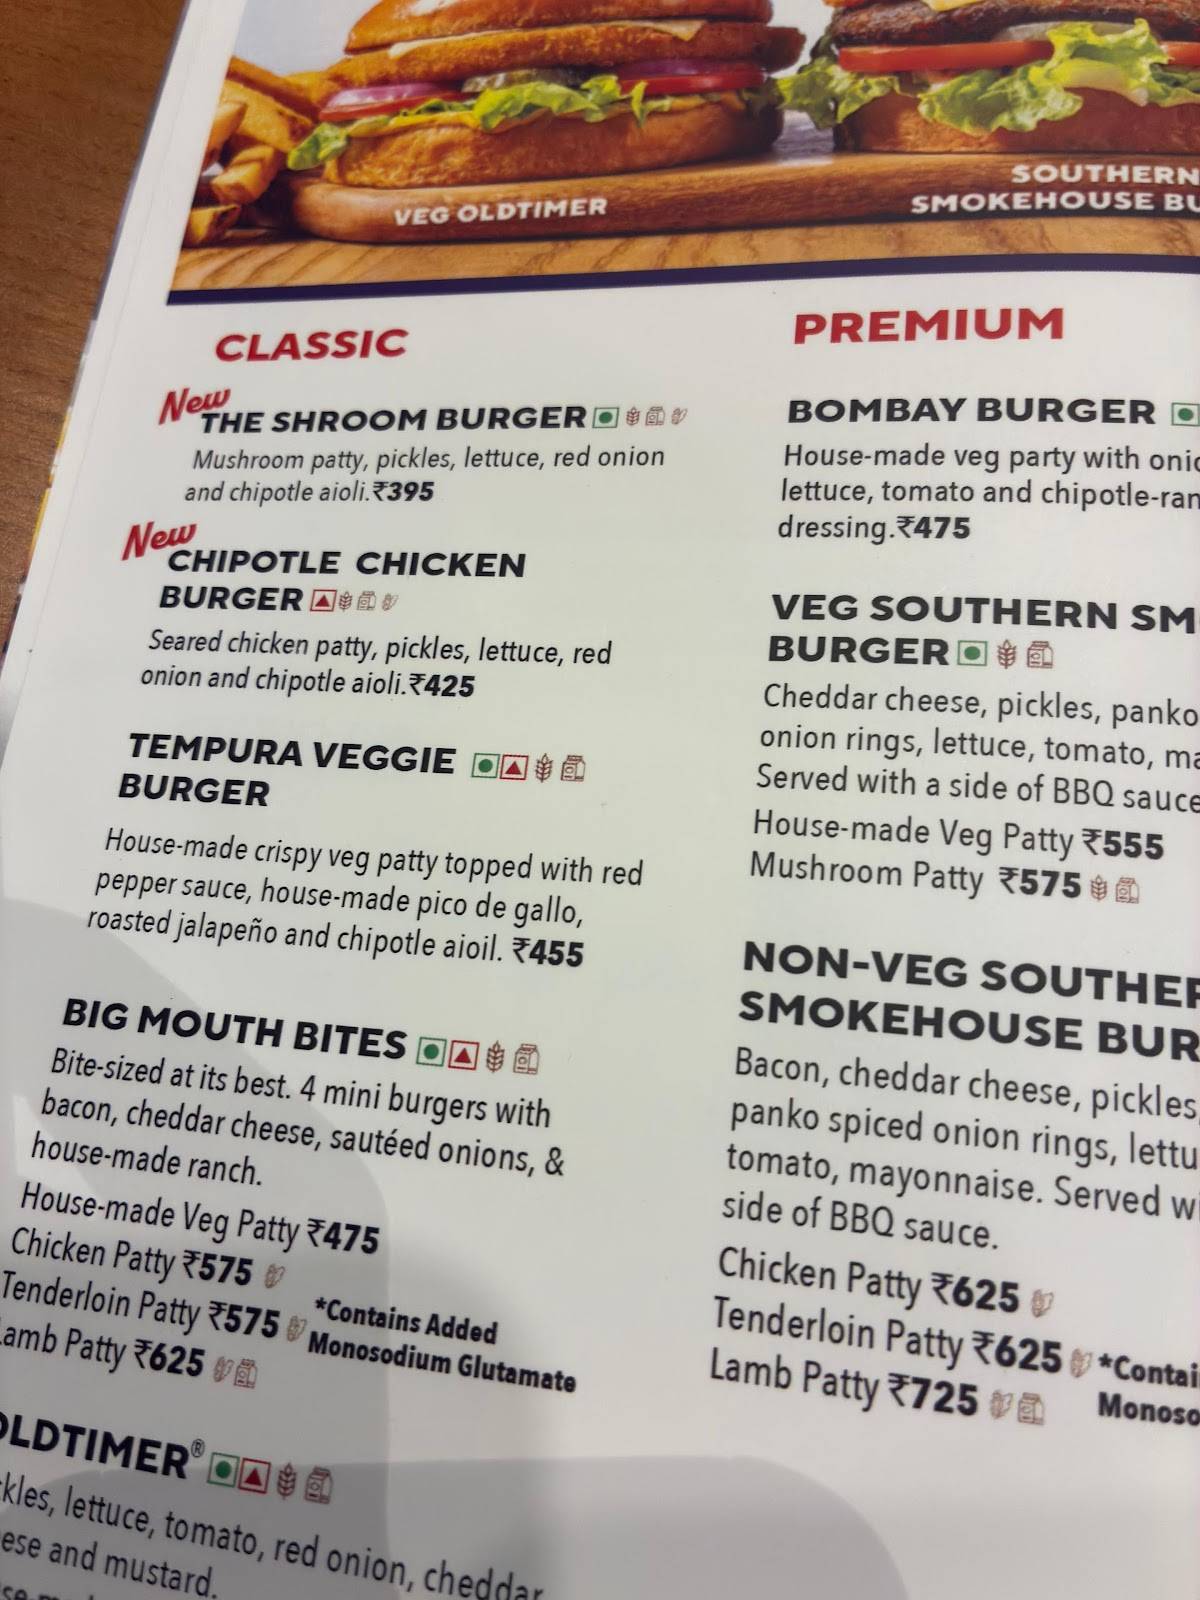 VEG OLDTIMER
SOUTHERN
SMOKEHOUSE
CLASSIC
New
THE SHROOM BURGER
Mushroom patty, pickles, lettuce, red onion
and chipotle aioli.₹395
New
CHIPOTLE CHICKEN
BURGER
Seared chicken patty, pickles, lettuce, red
onion and chipotle aioli.₹425
TEMPURA VEGGIE
BURGER
House-made crispy veg patty topped with red
pepper sauce, house-made pico de gallo,
roasted jalapeño and chipotle aioil. ₹455
BIG MOUTH BITES
Bite-sized at its best. 4 mini burgers with
bacon, cheddar cheese, sautéed onions, &
house-made ranch.
House-made Veg Patty ₹475
Chicken Patty ₹575
Tenderloin Patty ₹575
*Contains Added
Monosodium Glutamate
Lamb Patty ₹625
OLDTIMER®
lettuce, tomato, red onion, cheddar
and mustard.
PREMIUM
BOMBAY BURGER
House-made veg party with
lettuce, tomato and
dressing.₹475
VEG SOUTHERN
BURGER
Cheddar cheese, pickles, panko
onion rings, lettuce, tomato,
Served with a side of BBQ sauce
House-made Veg Patty ₹555
Mushroom Patty ₹575
NON-VEG
SMOKEHOUSE
Bacon, cheddar cheese, pickles,
panko spiced onion rings,
tomato, mayonnaise. Served
side of BBQ sauce.
Chicken Patty ₹625
Tenderloin Patty ₹625
Lamb Patty ₹725